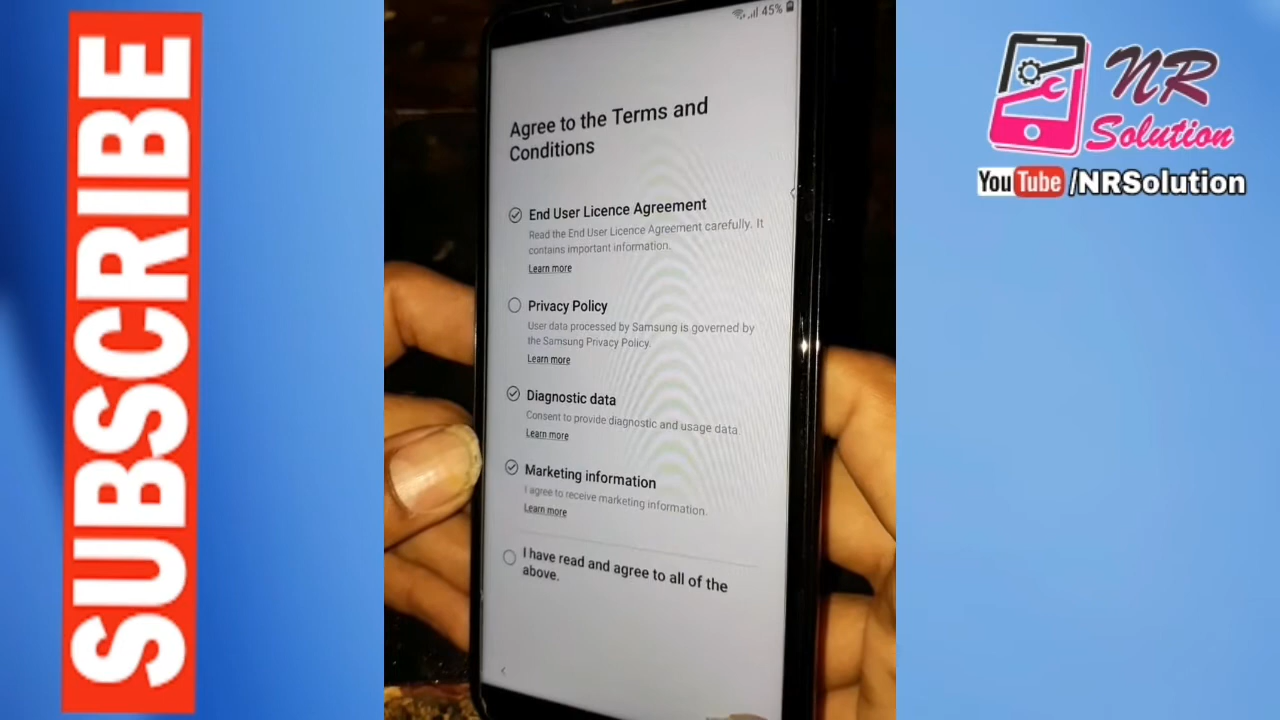 SUBSCRIBE
45%
Agree to the Terms and
Conditions
End User Licence Agreement
Read the End User Licence Agreement carefully. It
contains important information.
Learn more
Privacy Policy
User data processed by Samsung is governed by
the Samsung Privacy Policy.
Learn more
Diagnostic data
Consent to provide diagnostic and usage data.
Learn more
Marketing information
I agree to receive marketing information.
Learn more
I have read and agree to all of the
above.
NR
Solution
YouTube/NRSolution